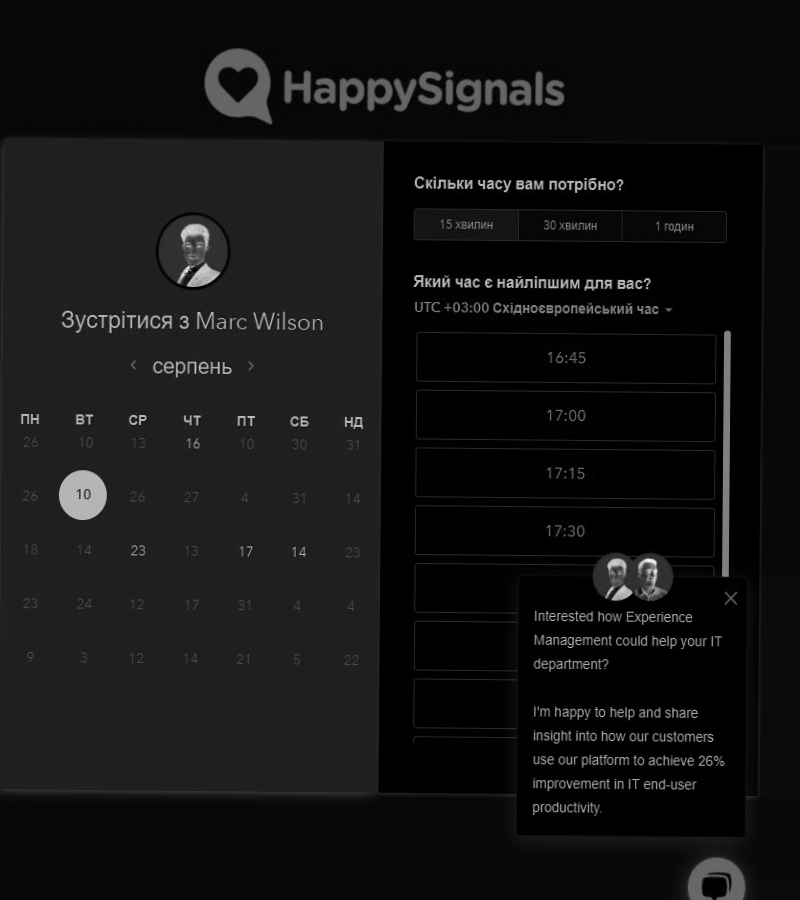 HappySignals
Зустрітися з Marc Wilson
серпень
ПН ВТ СР ЧТ ПТ СБ НД
26 10 13 16 10 30 31
26 10 26 27 4 31 14
18 14 23 13 17 14 23
23 24 12 17 31 4 4
9 3 12 14 21 5 22
Скільки часу вам потрібно?
15 хвилин 30 хвилин 1 годин
Який час є найліпшим для вас?
UTC +03:00 Східноєвропейський час
16:45
17:00
17:15
17:30
Interested how Experience
Management could help your IT
department?
I'm happy to help and share
insight into how our customers
use our platform to achieve 26%
improvement in IT end-user
productivity.